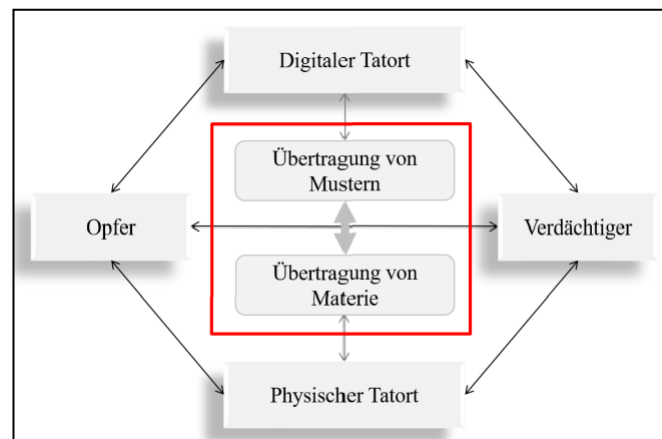 Digitaler Tatort
Übertragung von
Mustern
Opfer
Verdächtiger
Übertragung von
Materie
Physischer Tatort